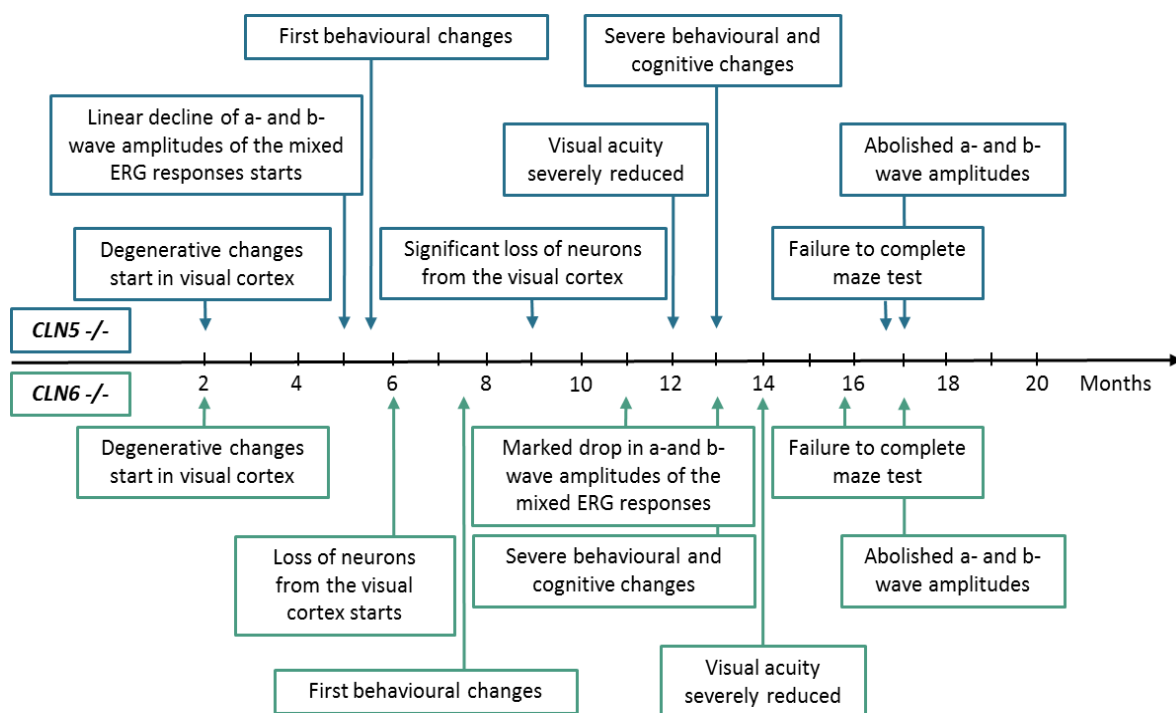 First behavioural changes
Severe behavioural and
cognitive changes
Linear decline of a- and b-
wave amplitudes of the mixed
ERG responses starts
Visual acuity
severely reduced
Abolished a- and b-
wave amplitudes
Degenerative changes
start in visual cortex
Significant loss of neurons
from the visual cortex
Failure to complete
maze test
CLN5 -/-
2 4 6 8 10 12 14 16 18 20 Months
CLN6 -/-
Degenerative changes
start in visual cortex
Marked drop in a-and b-
wave amplitudes of the
mixed ERG responses
Failure to complete
maze test
Loss of neurons
from the visual
cortex starts
Severe behavioural and
cognitive changes
Abolished a- and b-
wave amplitudes
First behavioural changes
Visual acuity
severely reduced